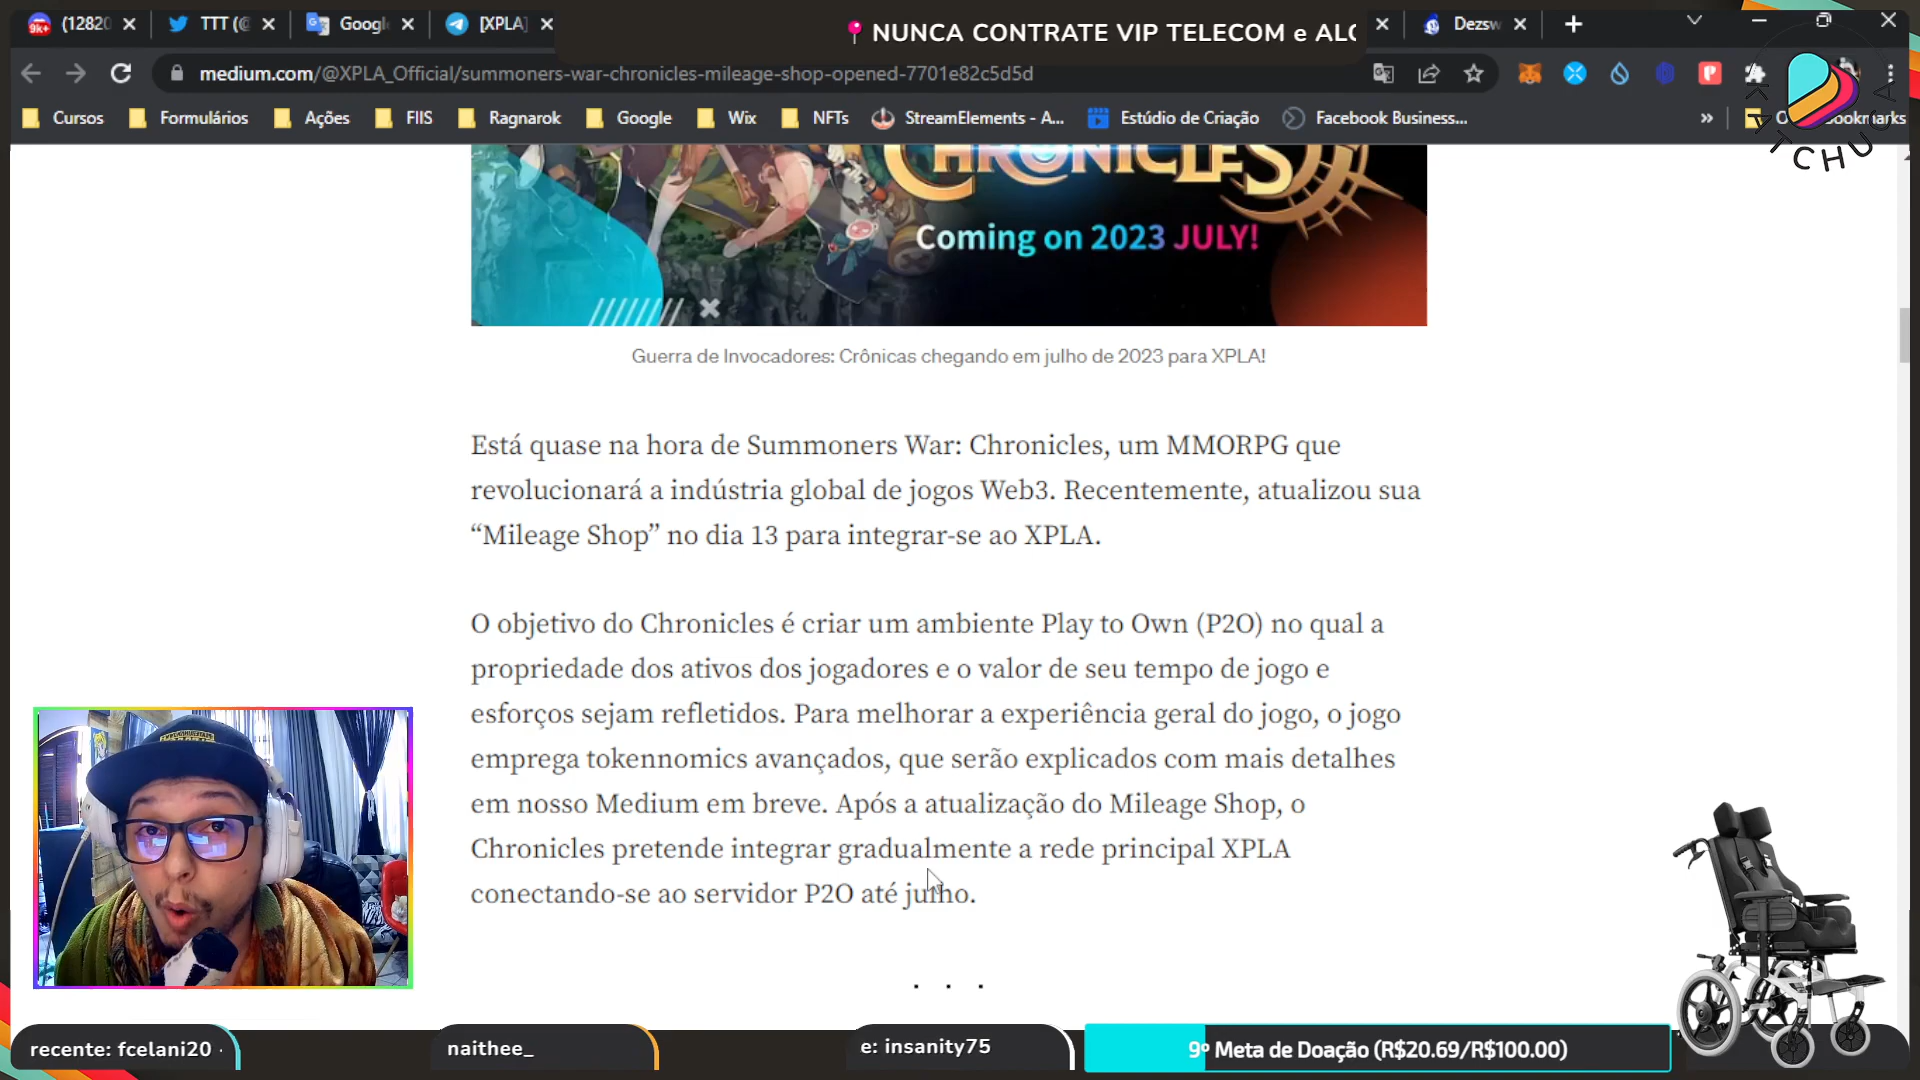 (12820
TTT (@
Google
[XPLA]
NUNCA CONTRATE VIP TELECOM e ALG
Dezsw
medium.com/@XPLA_Official/summoners-war-chronicles-mileage-shop-opened-7701e82c5d5d
Cursos
Formulários
Ações
FIIS
Ragnarok
Google
Wix
NFTs
StreamElements - A...
Estúdio de Criação
Facebook Business...
»
Bookmarks
KATCHUCA
CHRONICLES
Coming on 2023 JULY!
Guerra de Invocadores: Crônicas chegando em julho de 2023 para XPLA!
Está quase na hora de Summoners War: Chronicles, um MMORPG que
revolucionará a indústria global de jogos Web3. Recentemente, atualizou sua
“Mileage Shop” no dia 13 para integrar-se ao XPLA.
O objetivo do Chronicles é criar um ambiente Play to Own (P2O) no qual a
propriedade dos ativos dos jogadores e o valor de seu tempo de jogo e
esforços sejam refletidos. Para melhorar a experiência geral do jogo, o jogo
emprega tokennomics avançados, que serão explicados com mais detalhes
em nosso Medium em breve. Após a atualização do Mileage Shop, o
Chronicles pretende integrar gradualmente a rede principal XPLA
conectando-se ao servidor P2O até julho.
. . .
recente: fcelani20 ·
naithee_
e: insanity75
9º Meta de Doação (R$20.69/R$100.00)